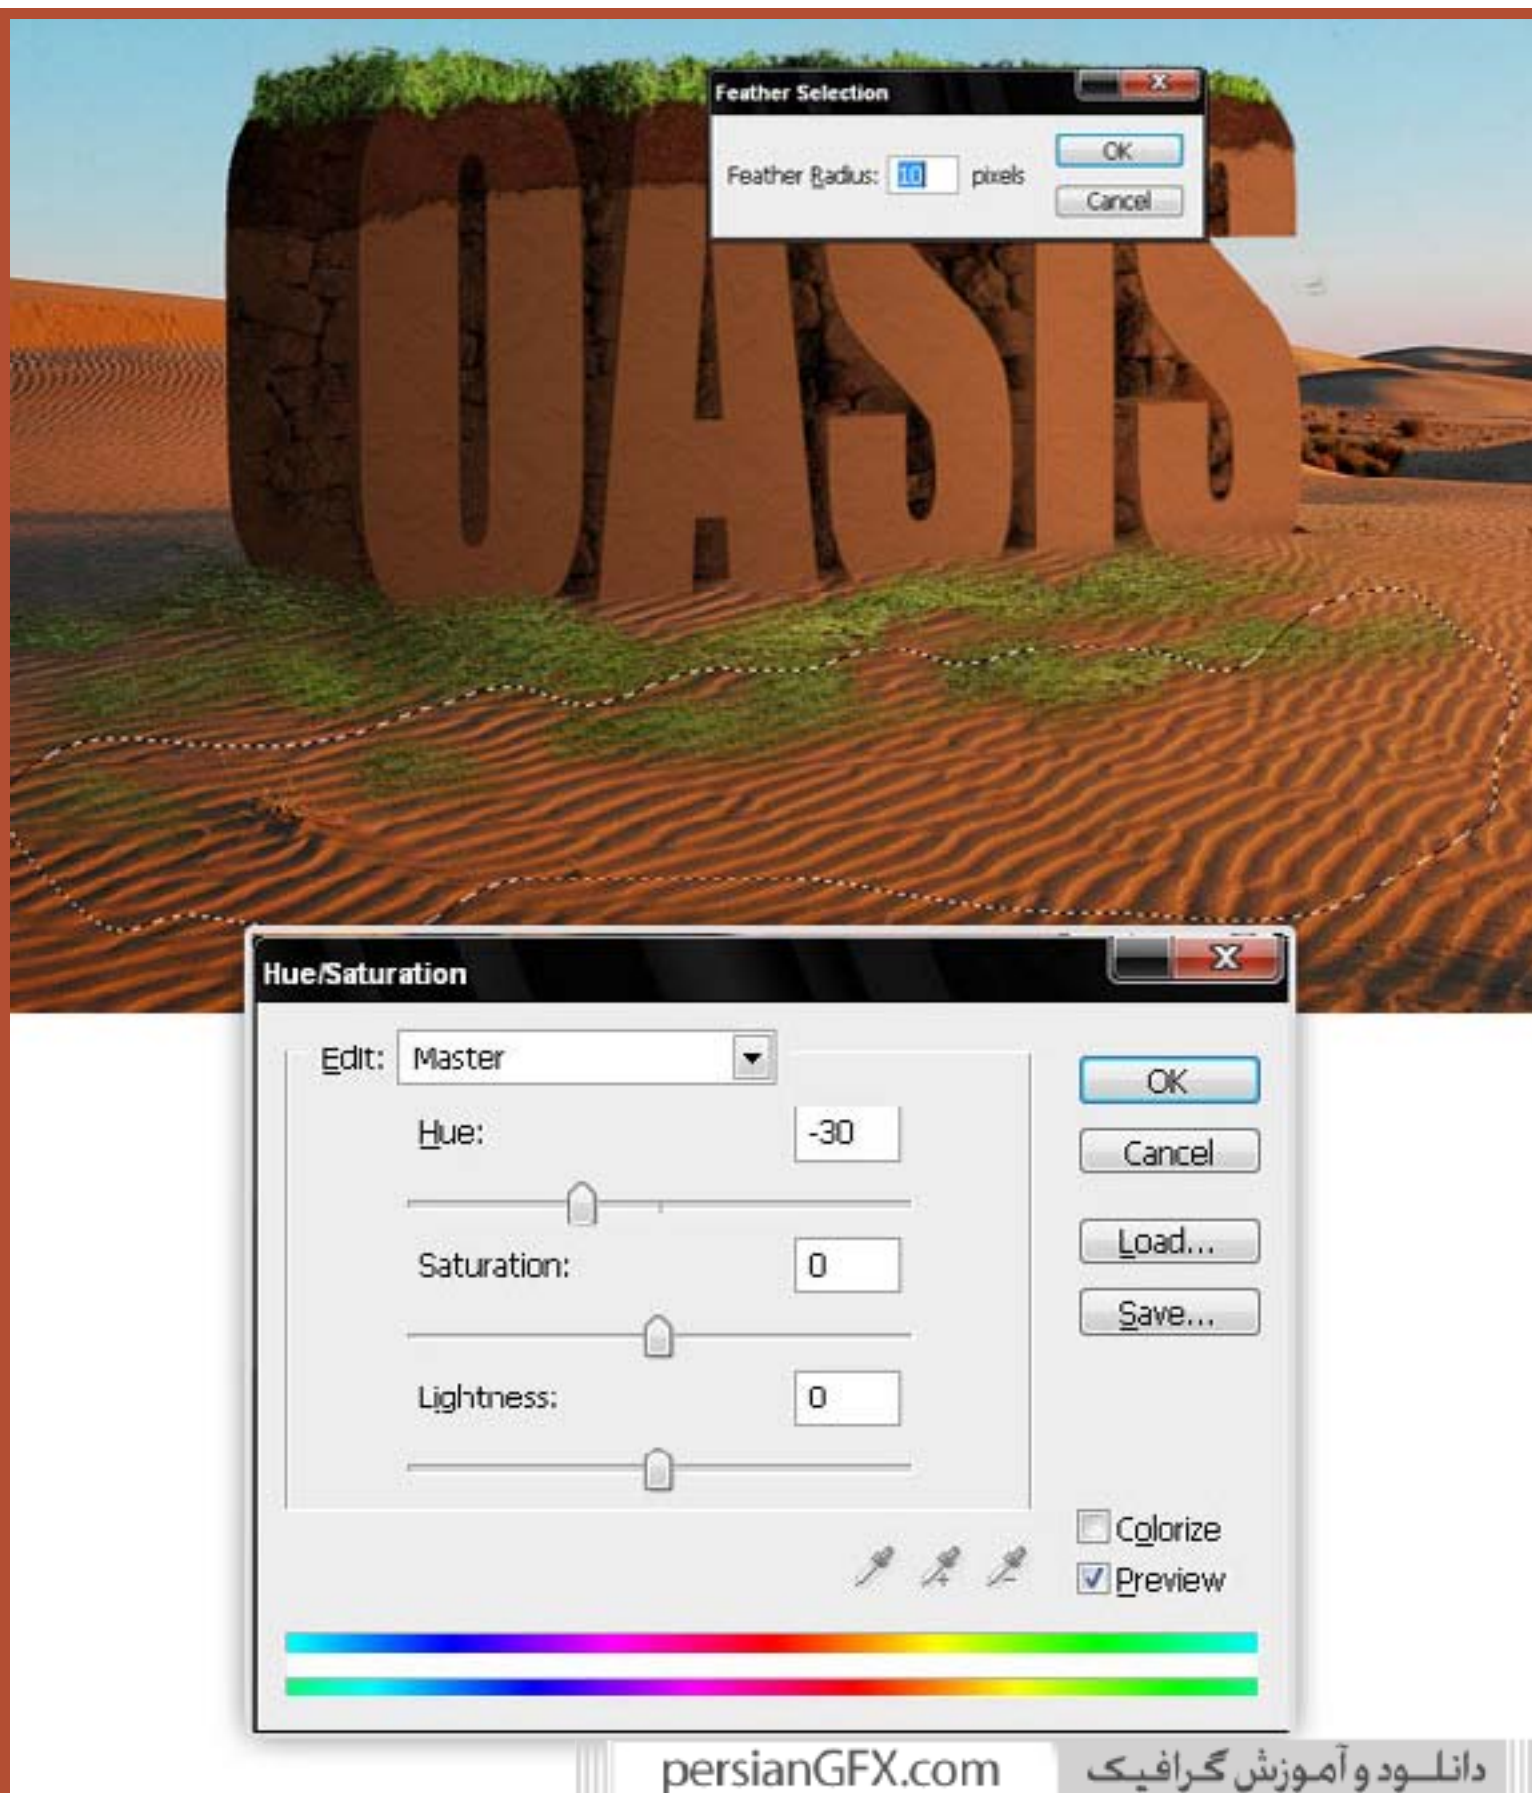 OASIS
Feather Selection
Feather Radius: 10 pixels
OK
Cancel
Hue/Saturation
Edit: Master
Hue: -30
Saturation: 0
Lightness: 0
OK
Cancel
Load...
Save...
Colorize
Preview
persianGFX.com
دانلــود و آموزش گرافیک